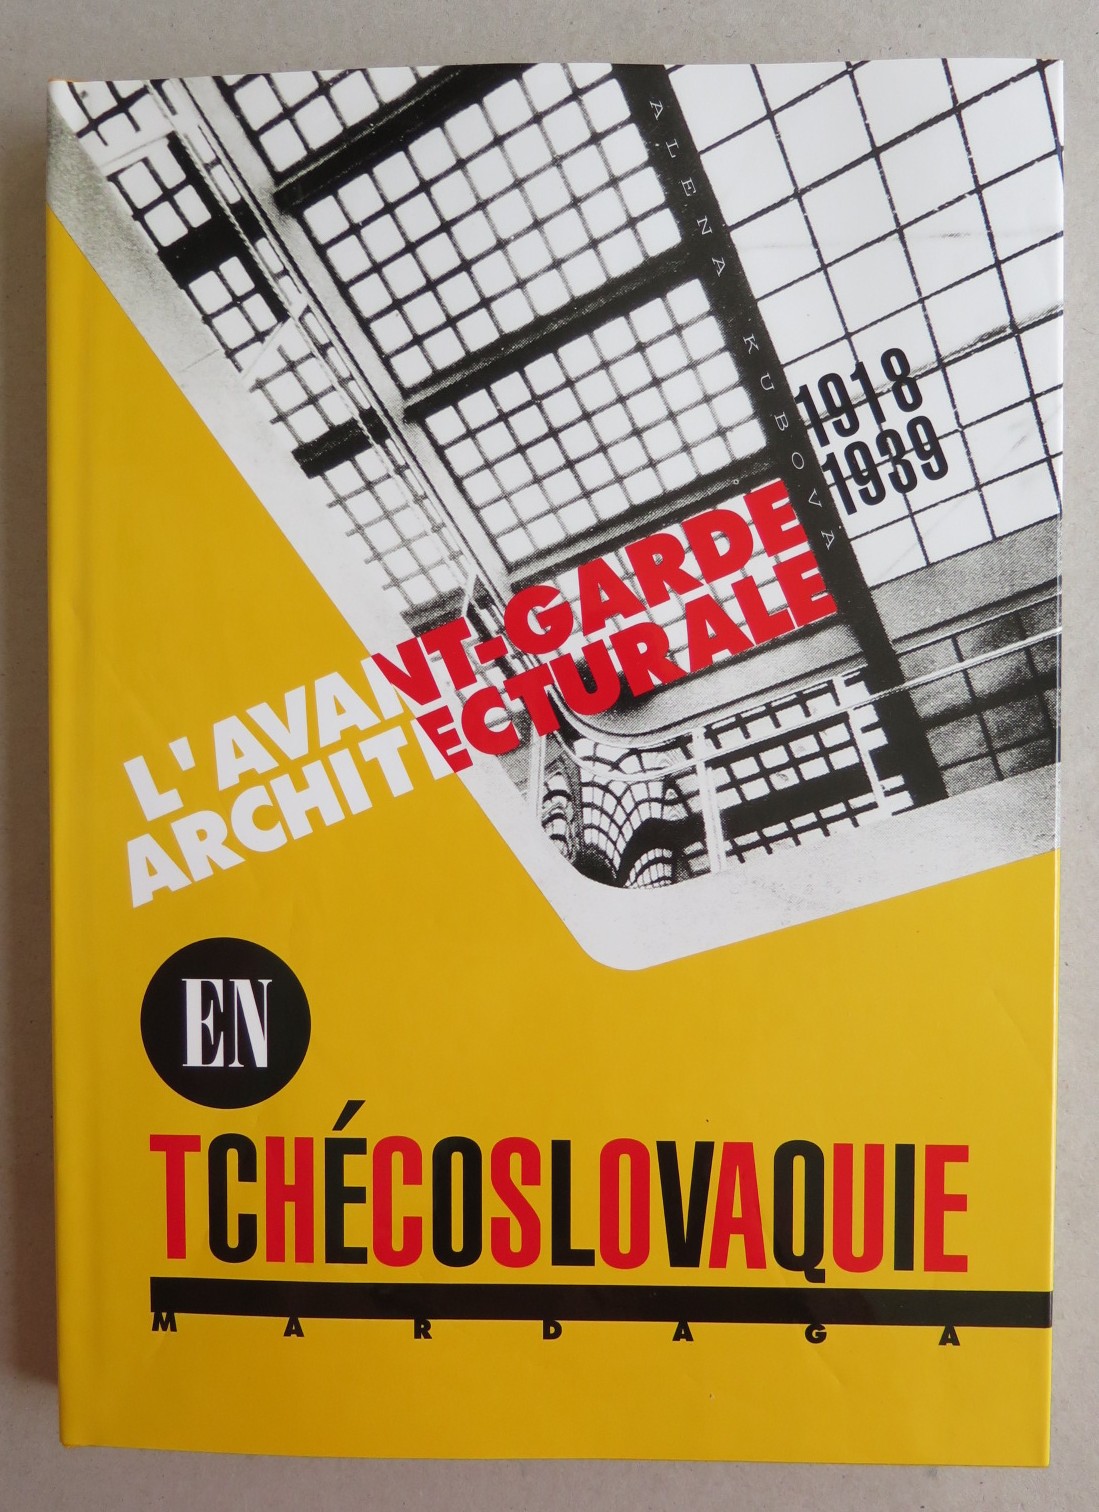 ALENA KUBOVÁ
1918
1939
L'AVANT-GARDE
ARCHITECTURALE
EN
TCHÉCOSLOVAQUIE
MARDAGA